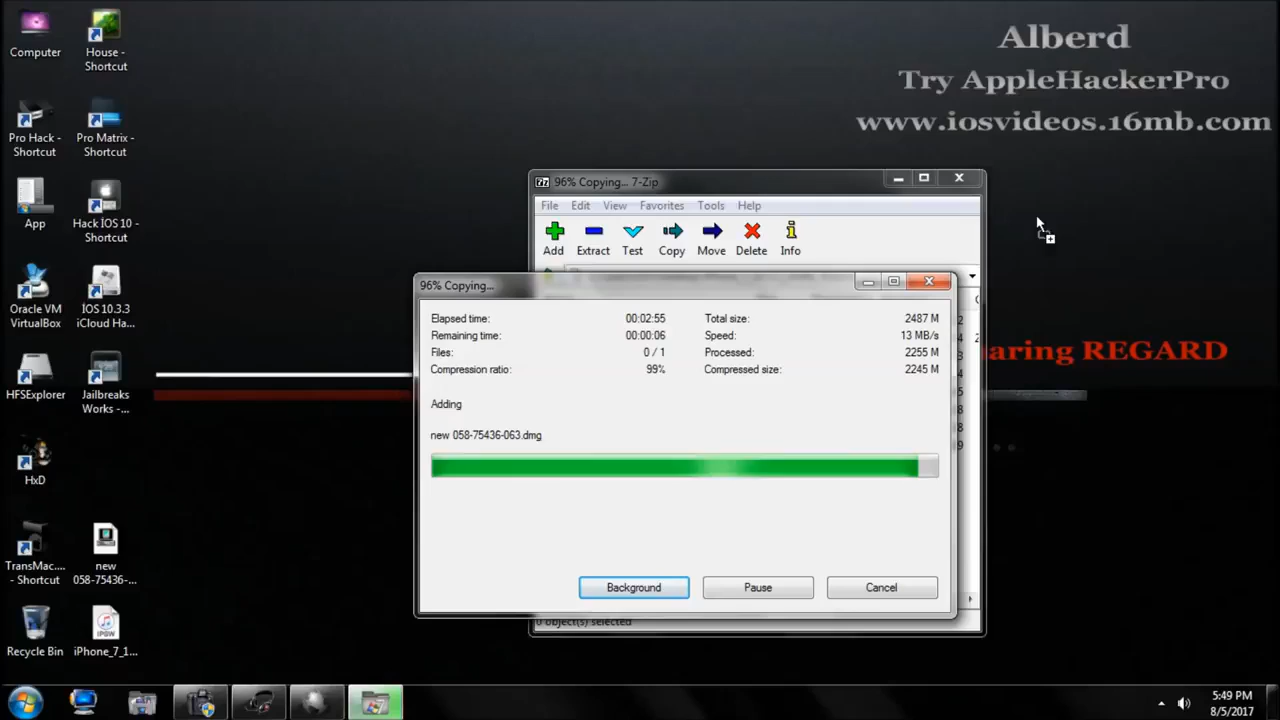 Computer
House -
Shortcut
Pro Hack -
Shortcut
Pro Matrix -
Shortcut
App
Hack İOS 10 -
Shortcut
Oracle VM
VirtualBox
İOS 10.3.3
iCloud Ha...
HFSExplorer
Jailbreaks
Works -...
HxD
TransMac....
- Shortcut
new
058-75436-...
Recycle Bin
IPSW
iPhone_7_1...
Alberd
Try AppleHackerPro
www.iosvideos.16mb.com
aring REGARD
96% Copying... 7-Zip
File Edit View Favorites Tools Help
Add Extract Test Copy Move Delete Info
96% Copying...
Elapsed time: 00:02:55 Total size: 2487 M
Remaining time: 00:00:06 Speed: 13 MB/s
Files: 0 / 1 Processed: 2255 M
Compression ratio: 99% Compressed size: 2245 M
Adding
new 058-75436-063.dmg
Background Pause Cancel
0 object(s) selected
5:49 PM
8/5/2017